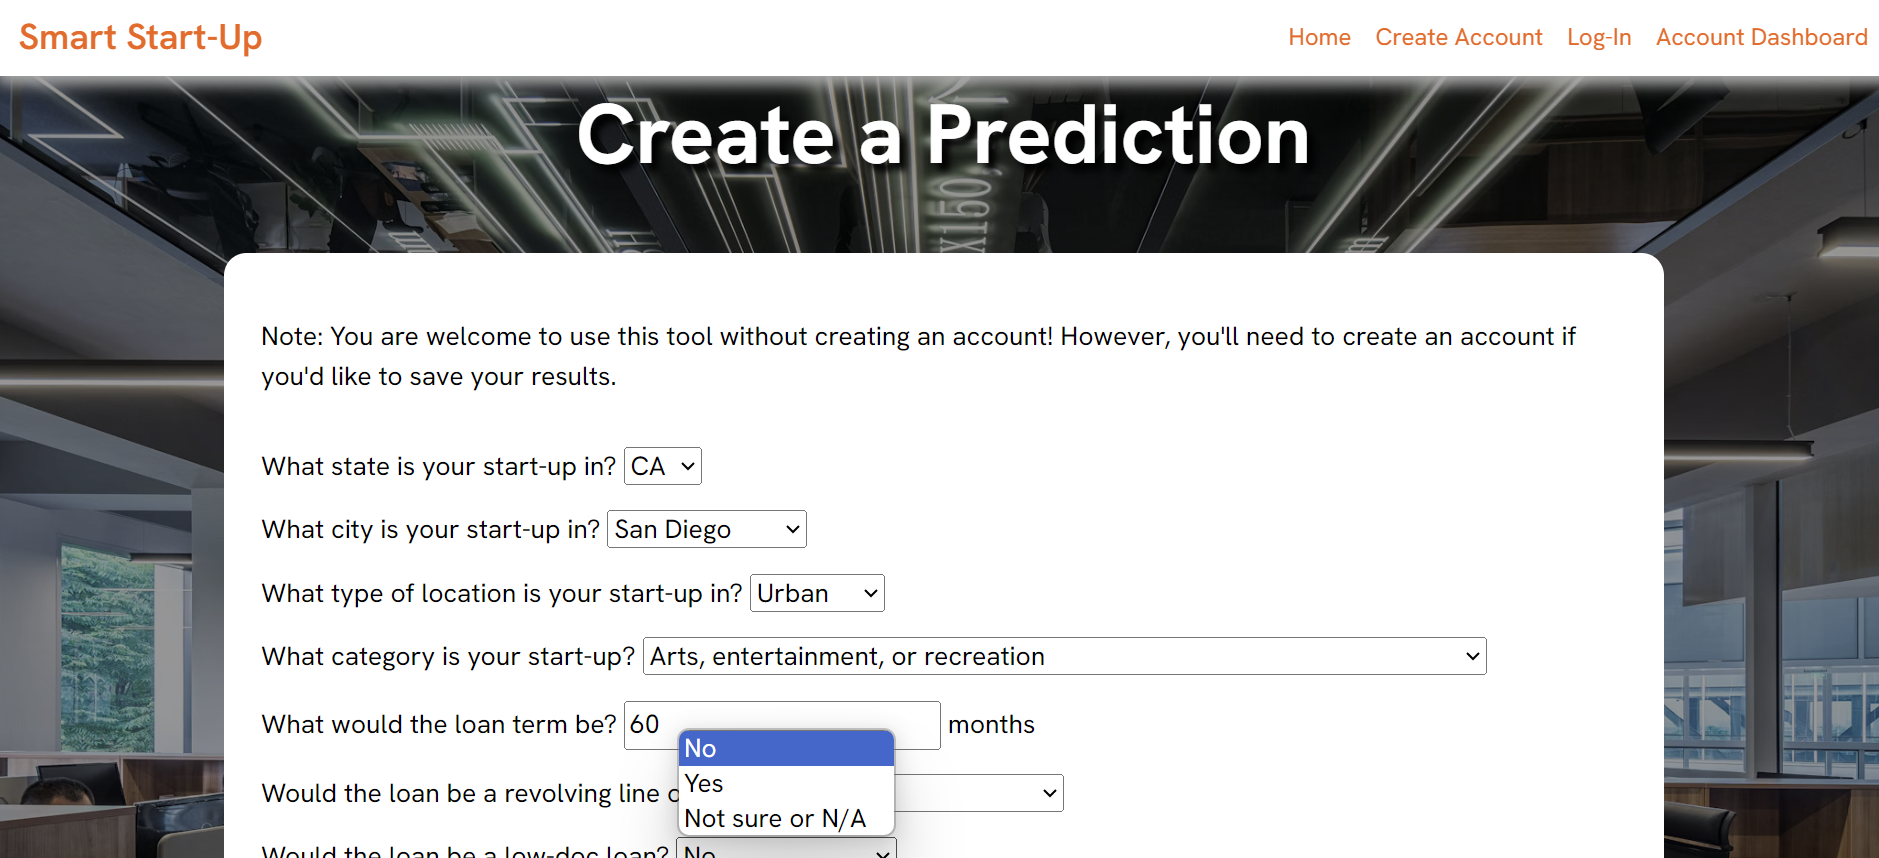 Smart Start-Up
Home Create Account Log-In Account Dashboard
Create a Prediction
Note: You are welcome to use this tool without creating an account! However, you'll need to create an account if
you'd like to save your results.
What state is your start-up in? CA
What city is your start-up in? San Diego
What type of location is your start-up in? Urban
What category is your start-up? Arts, entertainment, or recreation
What would the loan term be? 60 months
No
Yes
Not sure or N/A
Would the loan be a revolving line
Would the loan be a low-doc loan? No